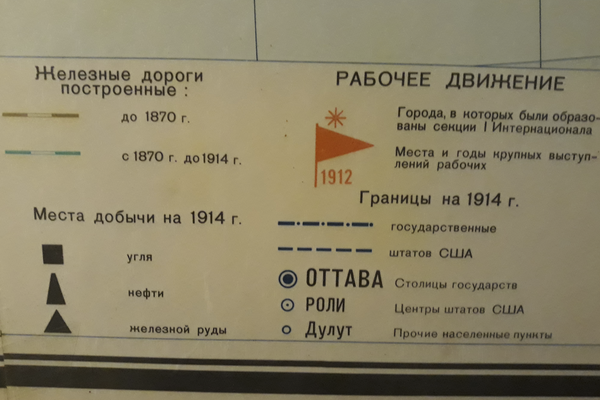 Железные дороги
построенные :
до 1870 г.
с 1870 г. до 1914 г.
Места добычи на 1914 г.
угля
нефти
железной руды
РАБОЧЕЕ ДВИЖЕНИЕ
Города, в которых были образо-
ваны секции I Интернационала
Места и годы крупных выступ-
лений рабочих
1912
Границы на 1914 г.
государственные
штатов США
ОТТАВА Столицы государств
РОЛИ Центры штатов США
Дулут Прочие населенные пункты